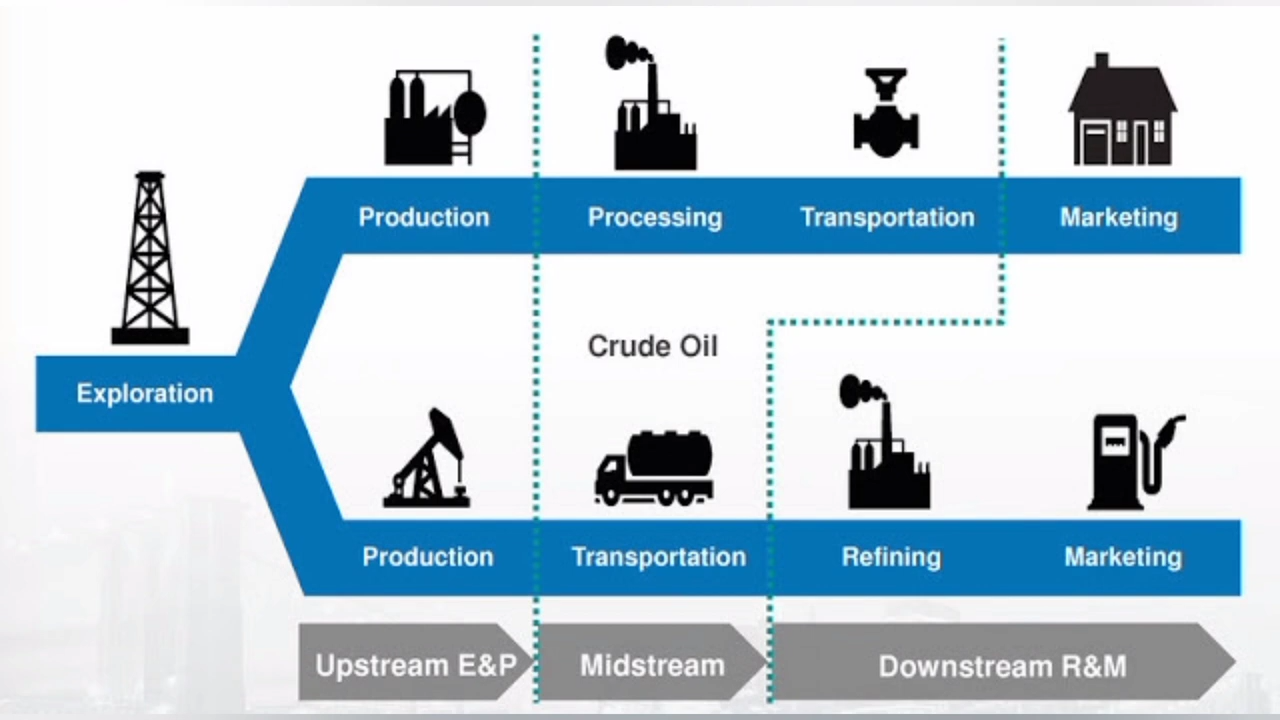 Production
Processing
Transportation
Marketing
Crude Oil
Exploration
Production
Transportation
Refining
Marketing
Upstream E&P
Midstream
Downstream R&M